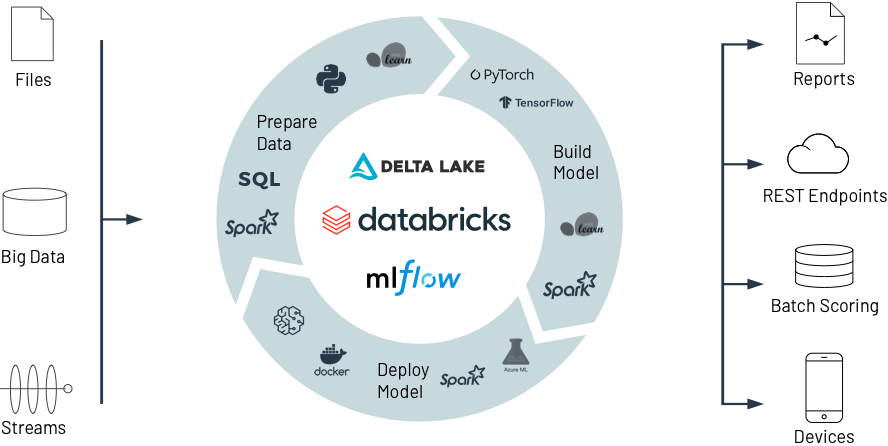 Files
Big Data
Streams
Prepare
Data
learn
SQL
Spark
PyTorch
TensorFlow
Build
Model
learn
Spark
DELTA LAKE
databricks
mlflow
docker
Deploy
Model
Spark
Azure ML
Reports
REST Endpoints
Batch Scoring
Devices